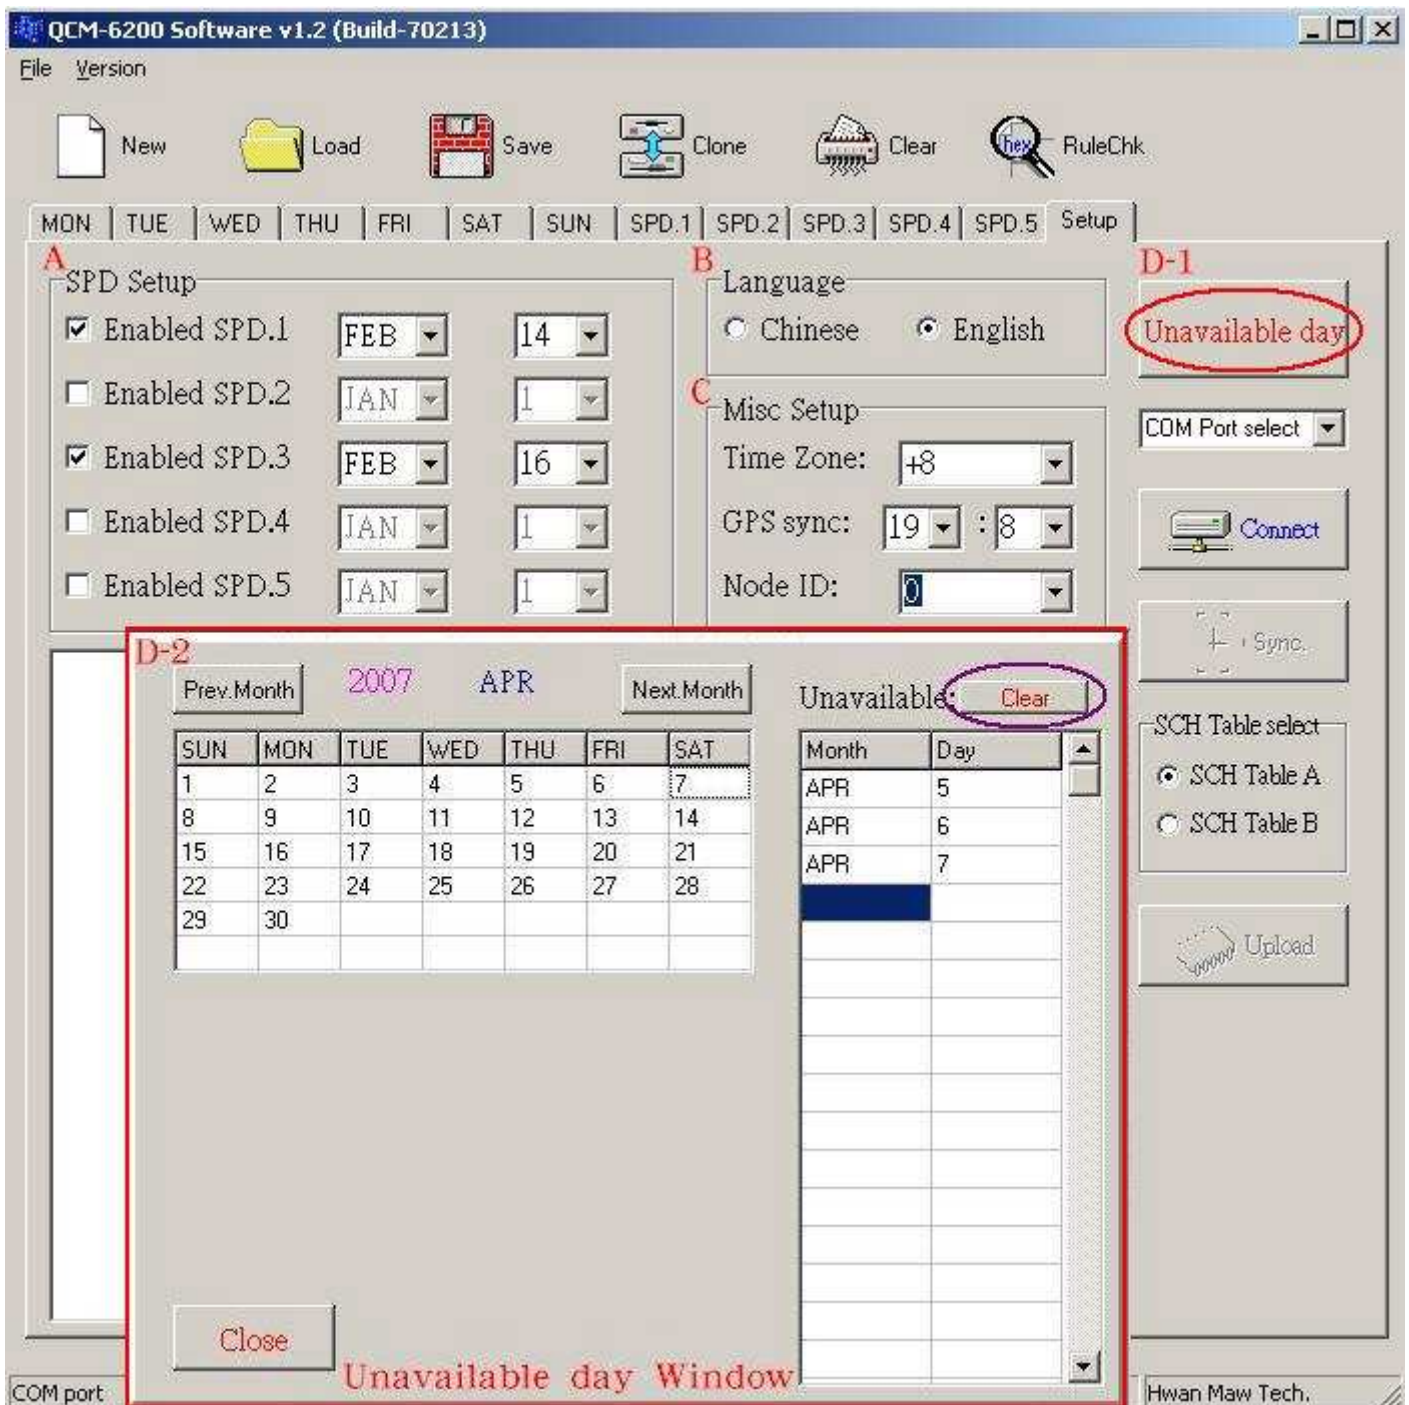 QCM-6200 Software v1.2 (Build-70213)
File Version
New Load Save Clone Clear hex RuleChk
MON TUE WED THU FRI SAT SUN SPD.1 SPD.2 SPD.3 SPD.4 SPD.5 Setup
A
SPD Setup
Enabled SPD.1 FEB 14
Enabled SPD.2 JAN 1
Enabled SPD.3 FEB 16
Enabled SPD.4 JAN 1
Enabled SPD.5 JAN 1
B
Language
Chinese English
C
Misc Setup
Time Zone: +8
GPS sync: 19 : 8
Node ID: 0
D-1
Unavailable day
COM Port select
Connect
Sync.
SCH Table select
SCH Table A
SCH Table B
Upload
D-2
Prev.Month 2007 APR Next.Month
SUN MON TUE WED THU FRI SAT
1 2 3 4 5 6 7
8 9 10 11 12 13 14
15 16 17 18 19 20 21
22 23 24 25 26 27 28
29 30
Unavailable: Clear
Month Day
APR 5
APR 6
APR 7
Close
Unavailable day Window
COM port
Hwan Maw Tech.